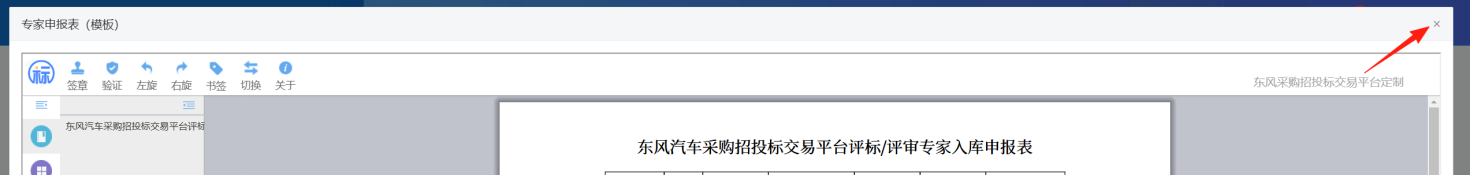 专家申报表（模板）
×
标
签章 验证 左旋 右旋 书签 切换 关于
东风采购招投标交易平台定制
东风汽车采购招投标交易平台评标
东风汽车采购招投标交易平台评标/评审专家入库申报表